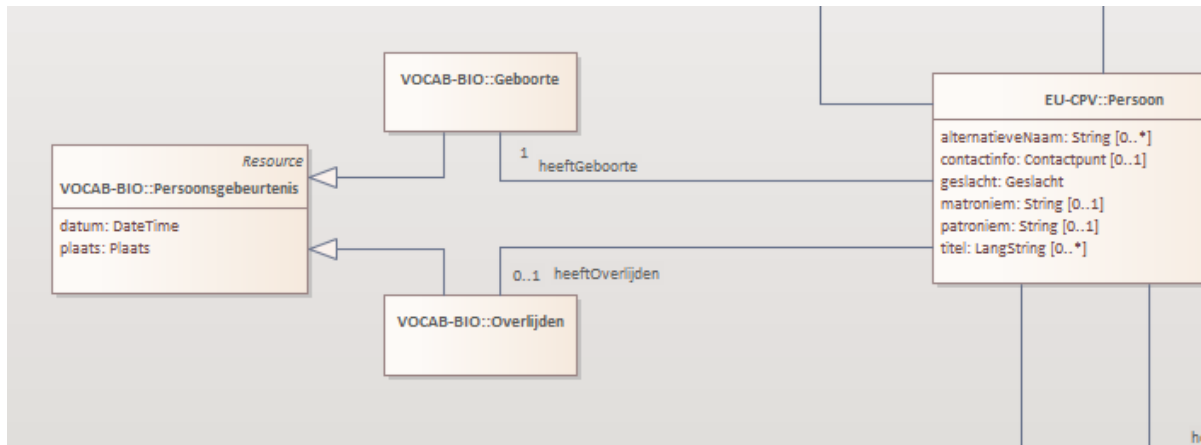 VOCAB-BIO::Geboorte
EU-CPV::Persoon
alternatieveNaam: String [0..*]
contactinfo: Contactpunt [0..1]
geslacht: Geslacht
matroniem: String [0..1]
patroniem: String [0..1]
titel: LangString [0..*]
1
heeftGeboorte
Resource
VOCAB-BIO::Persoonsgebeurtenis
datum: DateTime
plaats: Plaats
0..1 heeftOverlijden
VOCAB-BIO::Overlijden